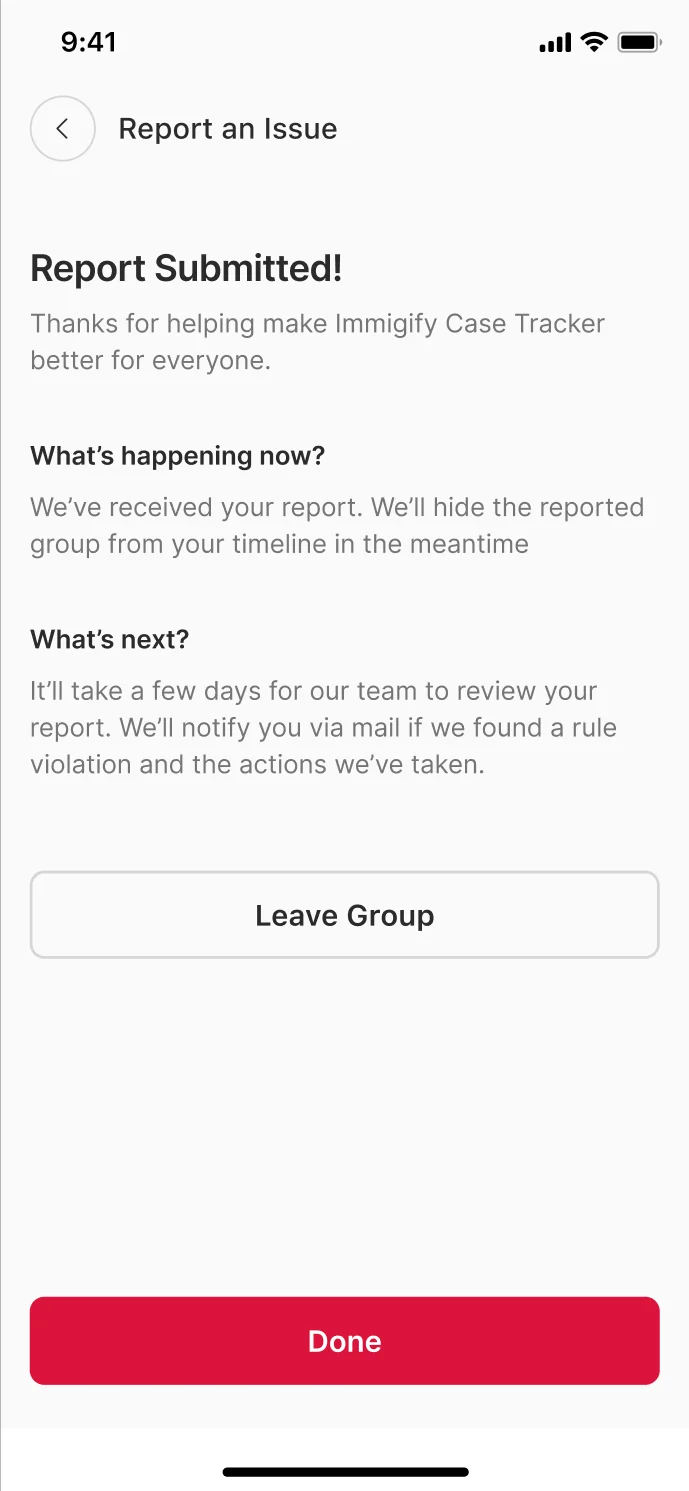 9:41
Report an Issue
Report Submitted!
Thanks for helping make Immigify Case Tracker
better for everyone.
What’s happening now?
We’ve received your report. We’ll hide the reported
group from your timeline in the meantime
What’s next?
It’ll take a few days for our team to review your
report. We’ll notify you via mail if we found a rule
violation and the actions we’ve taken.
Leave Group
Done